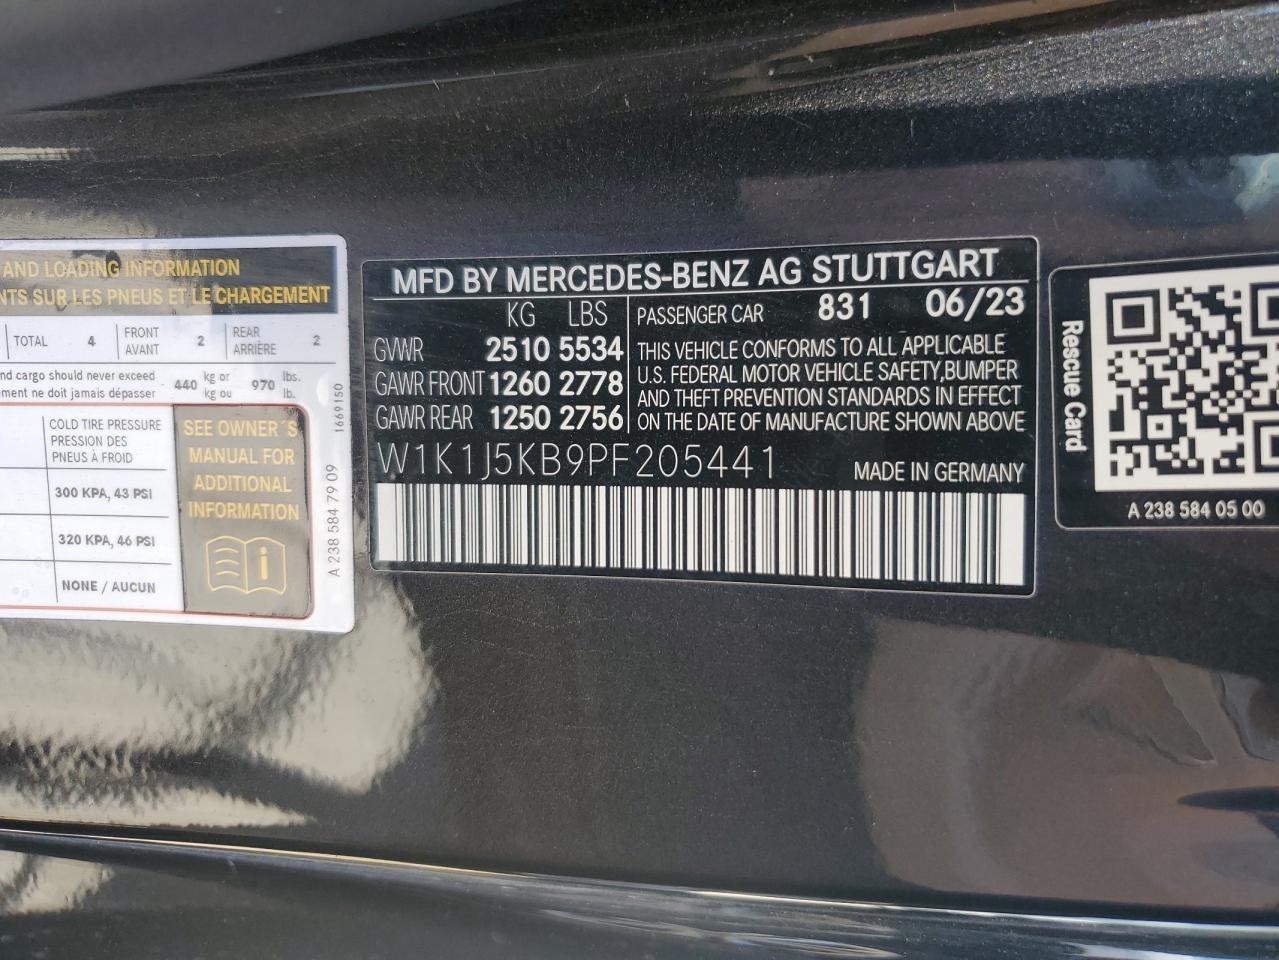 AND LOADING INFORMATION
NTS SUR LES PNEUS ET LE CHARGEMENT
TOTAL 4 FRONT AVANT 2 REAR ARRIÈRE 2
nd cargo should never exceed
ement ne doit jamais dépasser
440 kg or kg ou 970 lbs. lb.
COLD TIRE PRESSURE
PRESSION DES
PNEUS À FROID
300 KPA, 43 PSI
320 KPA, 46 PSI
NONE / AUCUN
SEE OWNER´S
MANUAL FOR
ADDITIONAL
INFORMATION
1669150
A 238 584 79 09
MFD BY MERCEDES-BENZ AG STUTTGART
KG LBS
GVWR 2510 5534
GAWR FRONT 1260 2778
GAWR REAR 1250 2756
PASSENGER CAR 831 06/23
THIS VEHICLE CONFORMS TO ALL APPLICABLE
U.S. FEDERAL MOTOR VEHICLE SAFETY,BUMPER
AND THEFT PREVENTION STANDARDS IN EFFECT
ON THE DATE OF MANUFACTURE SHOWN ABOVE
W1K1J5KB9PF205441 MADE IN GERMANY
Rescue Card
A 238 584 05 00